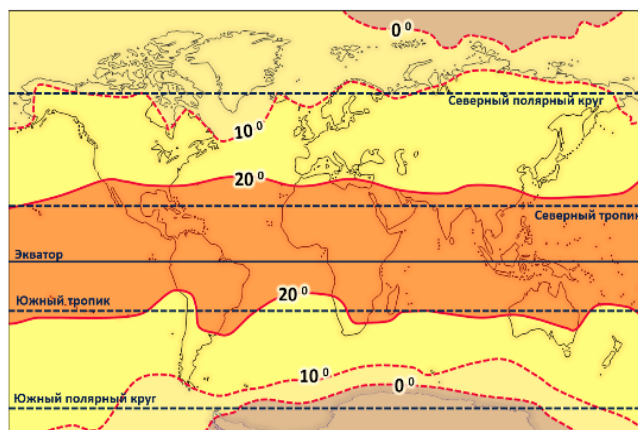 0⁰
Северный полярный круг
10⁰
20⁰
Северный тропик
Экватор
20⁰
Южный тропик
10⁰
0⁰
Южный полярный круг